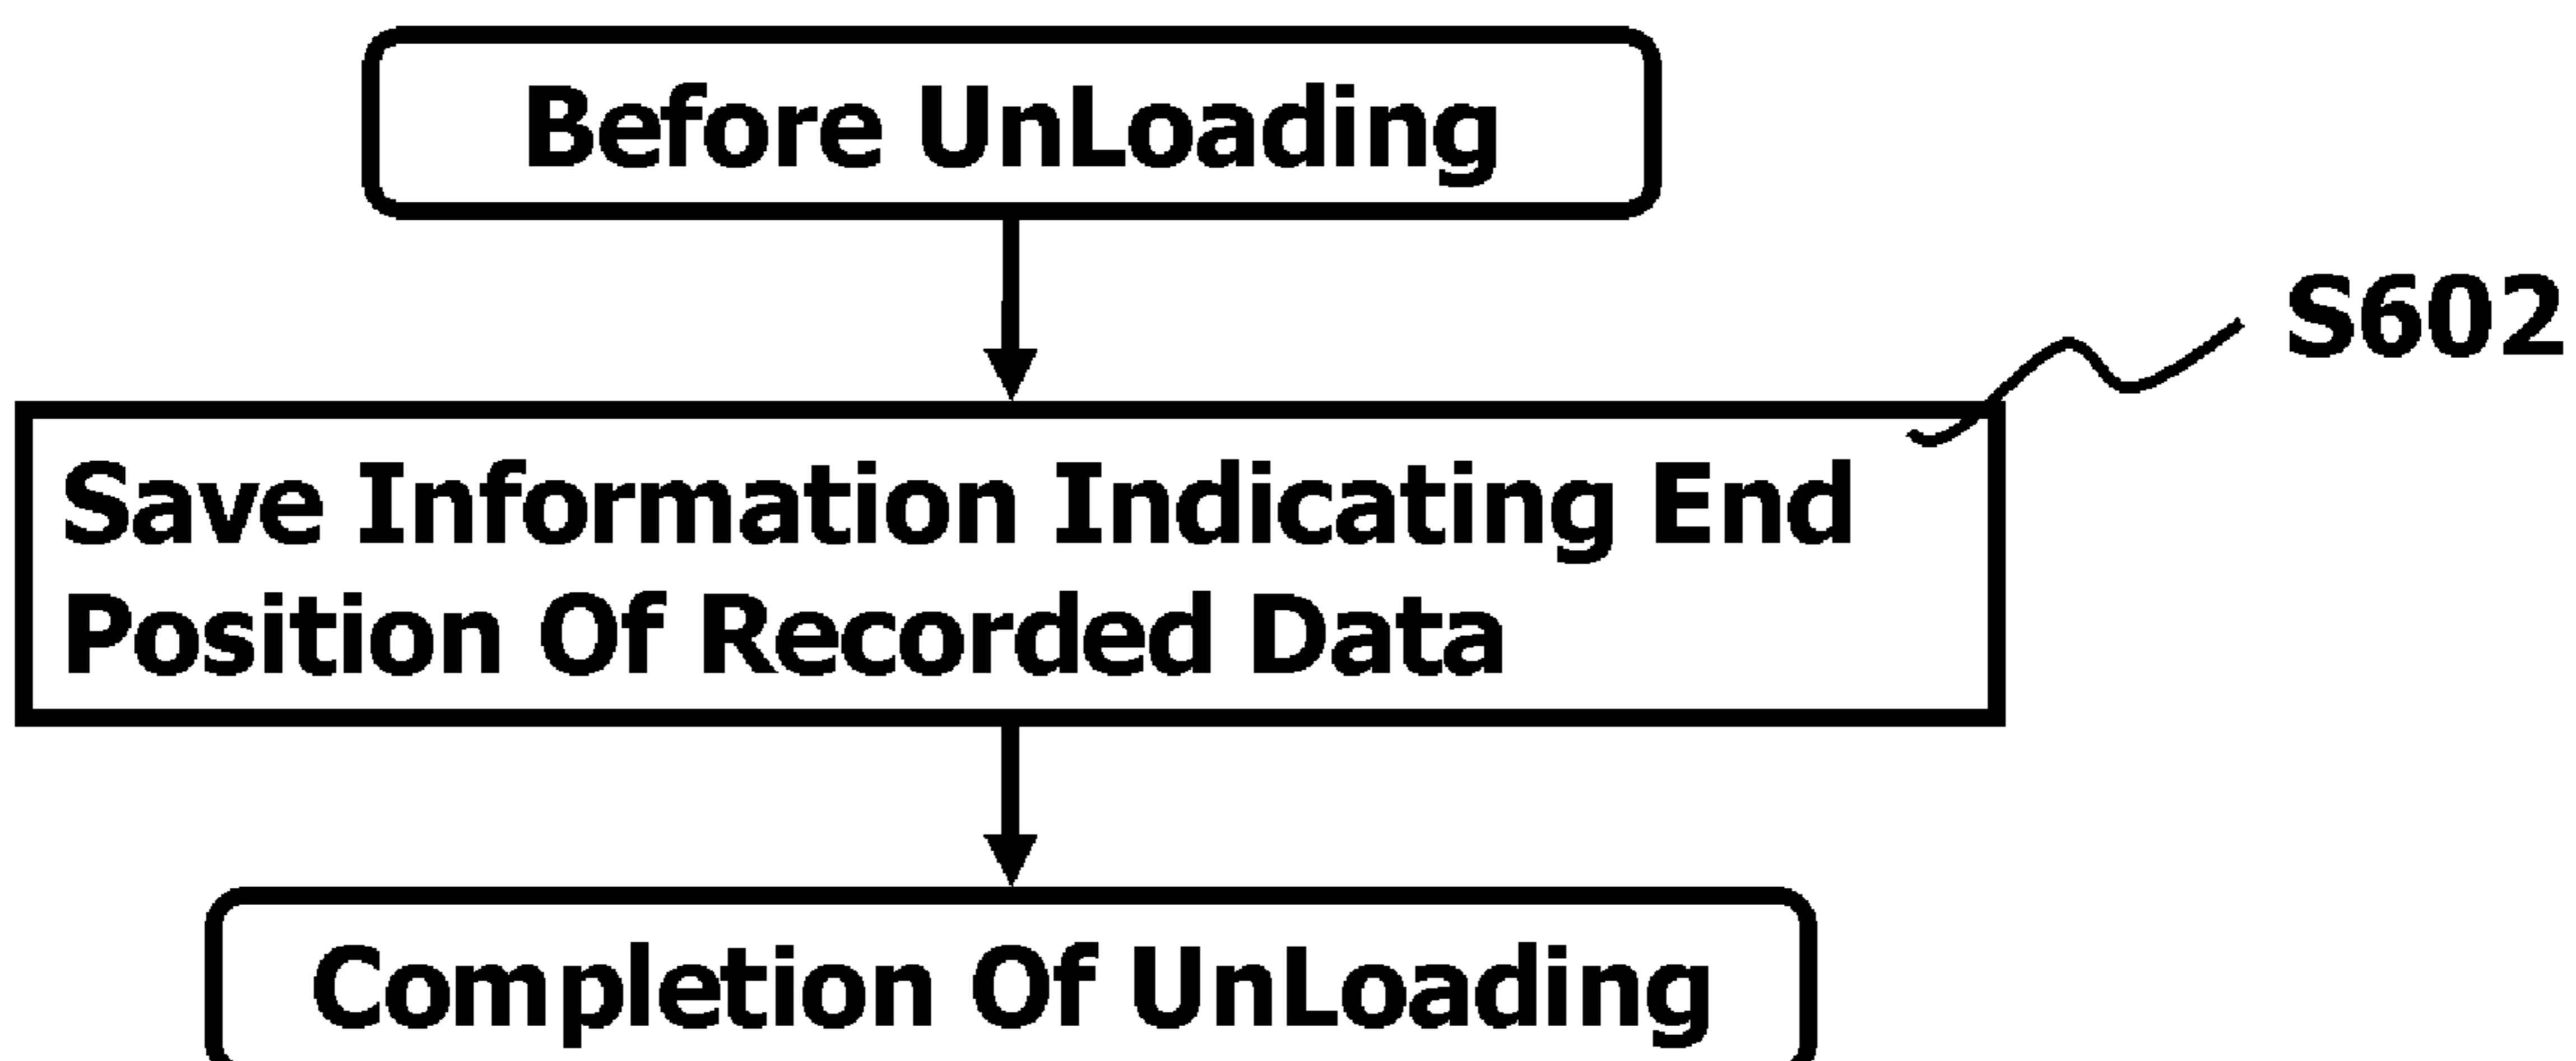 Before UnLoading
S602
Save Information Indicating End
Position Of Recorded Data
Completion Of UnLoading